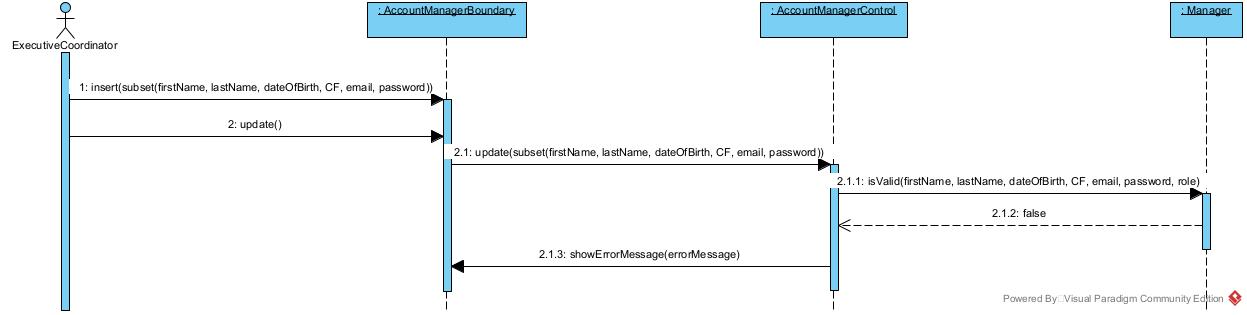 : AccountManagerBoundary
: AccountManagerControl
: Manager
ExecutiveCoordinator
1: insert(subset(firstName, lastName, dateOfBirth, CF, email, password))
2: update()
2.1: update(subset(firstName, lastName, dateOfBirth, CF, email, password))
2.1.1: isValid(firstName, lastName, dateOfBirth, CF, email, password, role)
2.1.2: false
2.1.3: showErrorMessage(errorMessage)
Powered By Visual Paradigm Community Edition